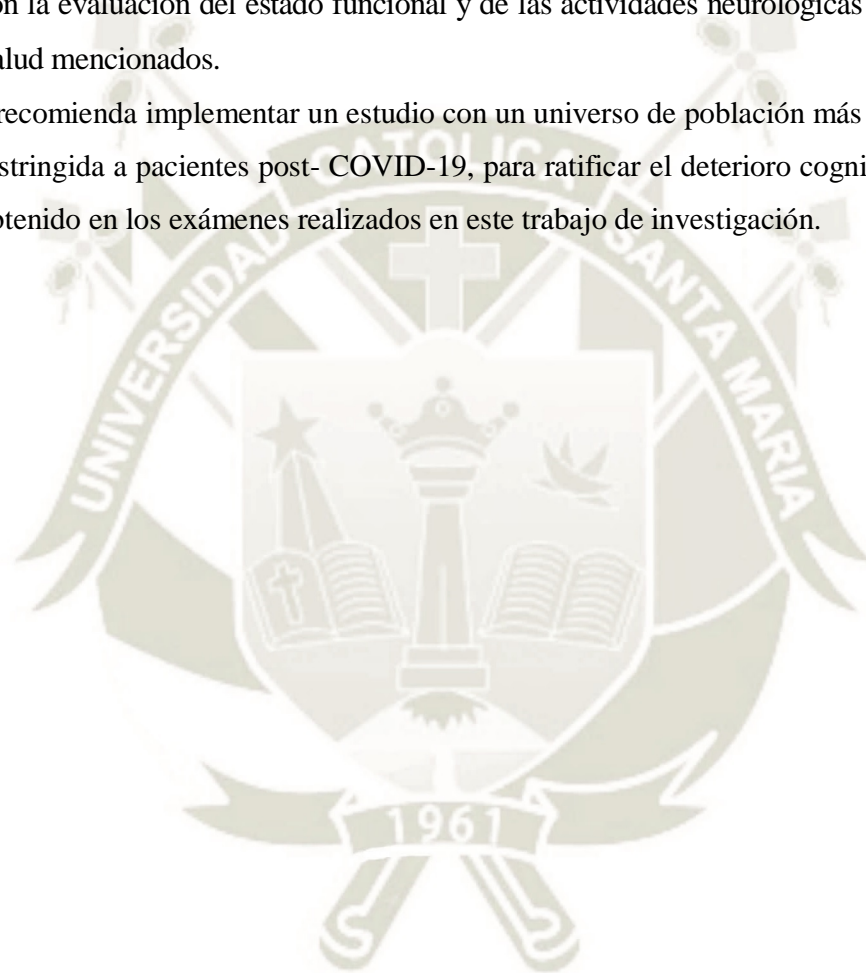 on la evaluación del estado funcional y de las actividades neurológicas
alud mencionados.
recomienda implementar un estudio con un universo de población más
stringida a pacientes post- COVID-19, para ratificar el deterioro cogni
btenido en los exámenes realizados en este trabajo de investigación.
UNIVERSIDAD CATOLICA SANTA MARIA
1961